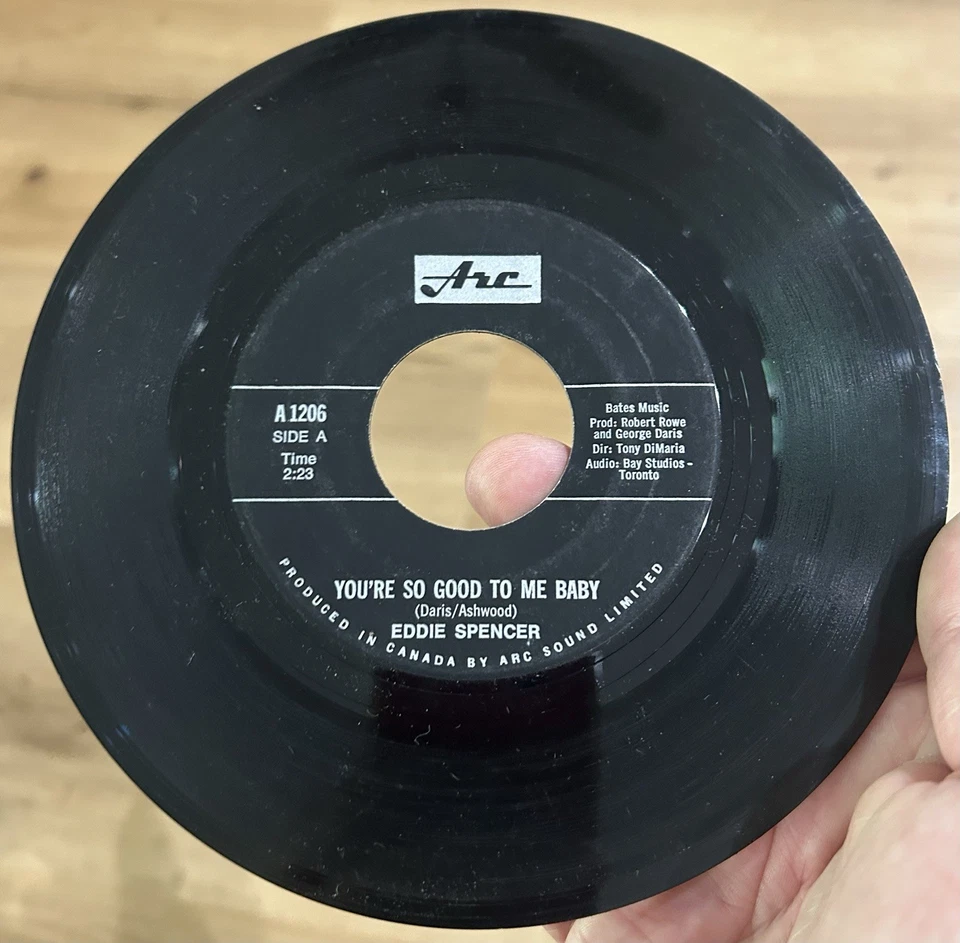 Arc
A 1206
SIDE A
Time
2:23
Bates Music
Prod: Robert Rowe
and George Daris
Dir: Tony DiMaria
Audio: Bay Studios -
Toronto
YOU'RE SO GOOD TO ME BABY
(Daris/Ashwood)
EDDIE SPENCER
PRODUCED IN CANADA BY ARC SOUND LIMITED